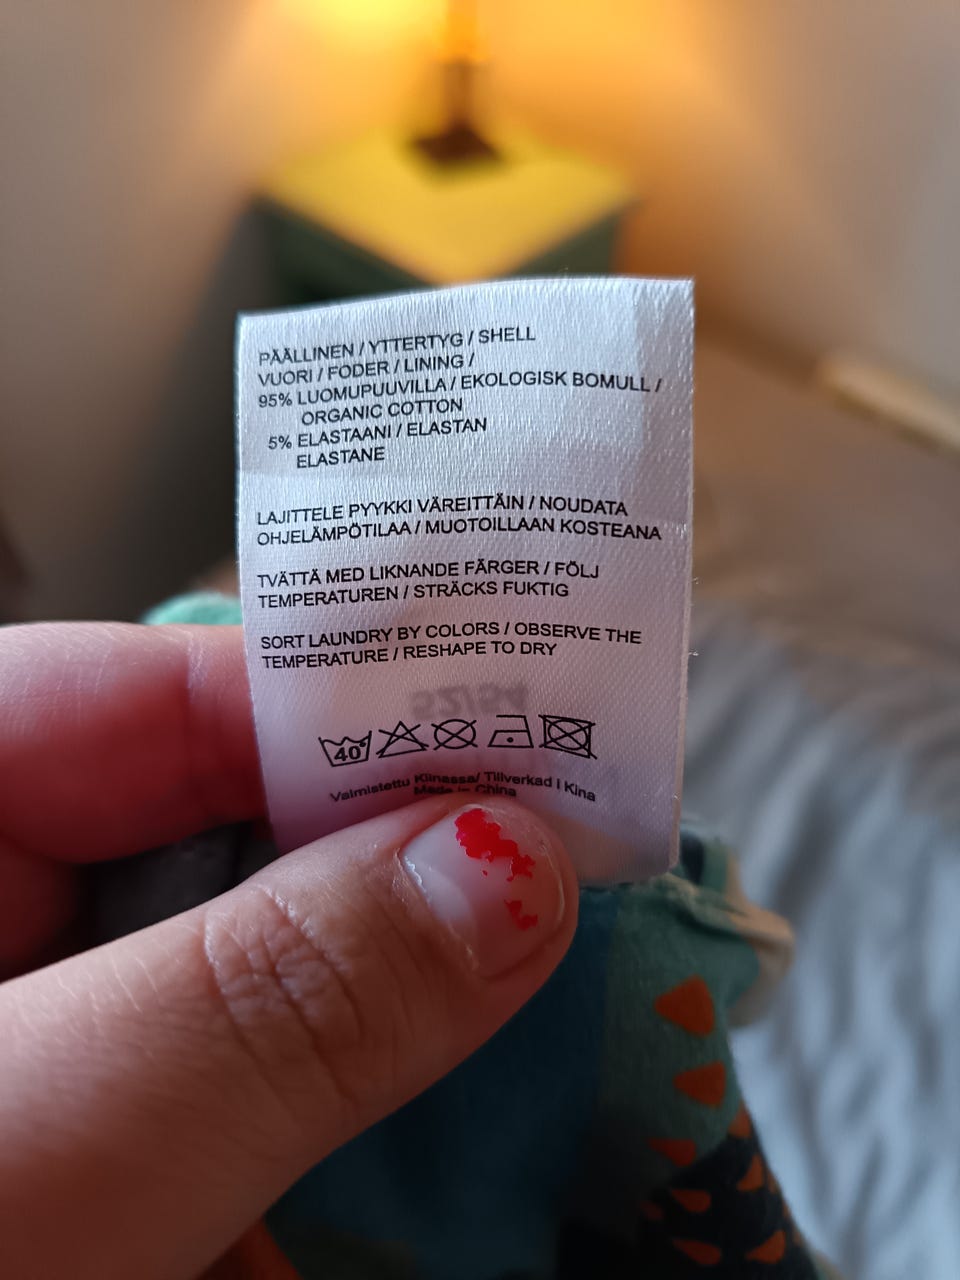 PÄÄLLINEN / YTTERTYG / SHELL
VUORI / FODER / LINING /
95% LUOMUPUUVILLA / EKOLOGISK BOMULL /
ORGANIC COTTON
5% ELASTAANI / ELASTAN
ELASTANE
LAJITTELE PYYKKI VÄREITTÄIN / NOUDATA
OHJELÄMPÖTILAA / MUOTOILLAAN KOSTEANA
TVÄTTÄ MED LIKNANDE FÄRGER / FÖLJ
TEMPERATUREN / STRÄCKS FUKTIG
SORT LAUNDRY BY COLORS / OBSERVE THE
TEMPERATURE / RESHAPE TO DRY
52/54
40°
Valmistettu Kiinassa/ Tillverkad i Kina
Made in China